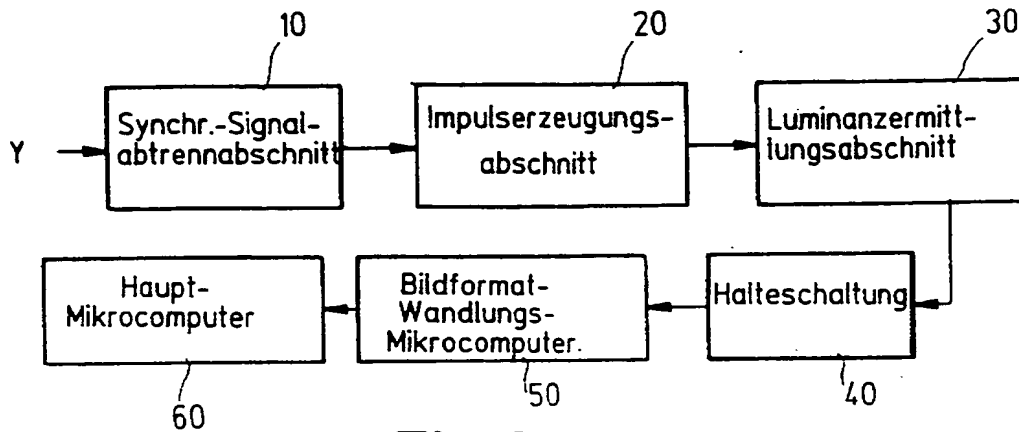 10
20
30
Y
Synchr.-Signal-
abtrennabschnitt
Impulserzeugungs-
abschnitt
Luminanzermitt-
lungsabschnitt
Haupt-
Mikrocomputer
Bildformat-
Wandlungs-
Mikrocomputer.
Halteschaltung
60
50
40